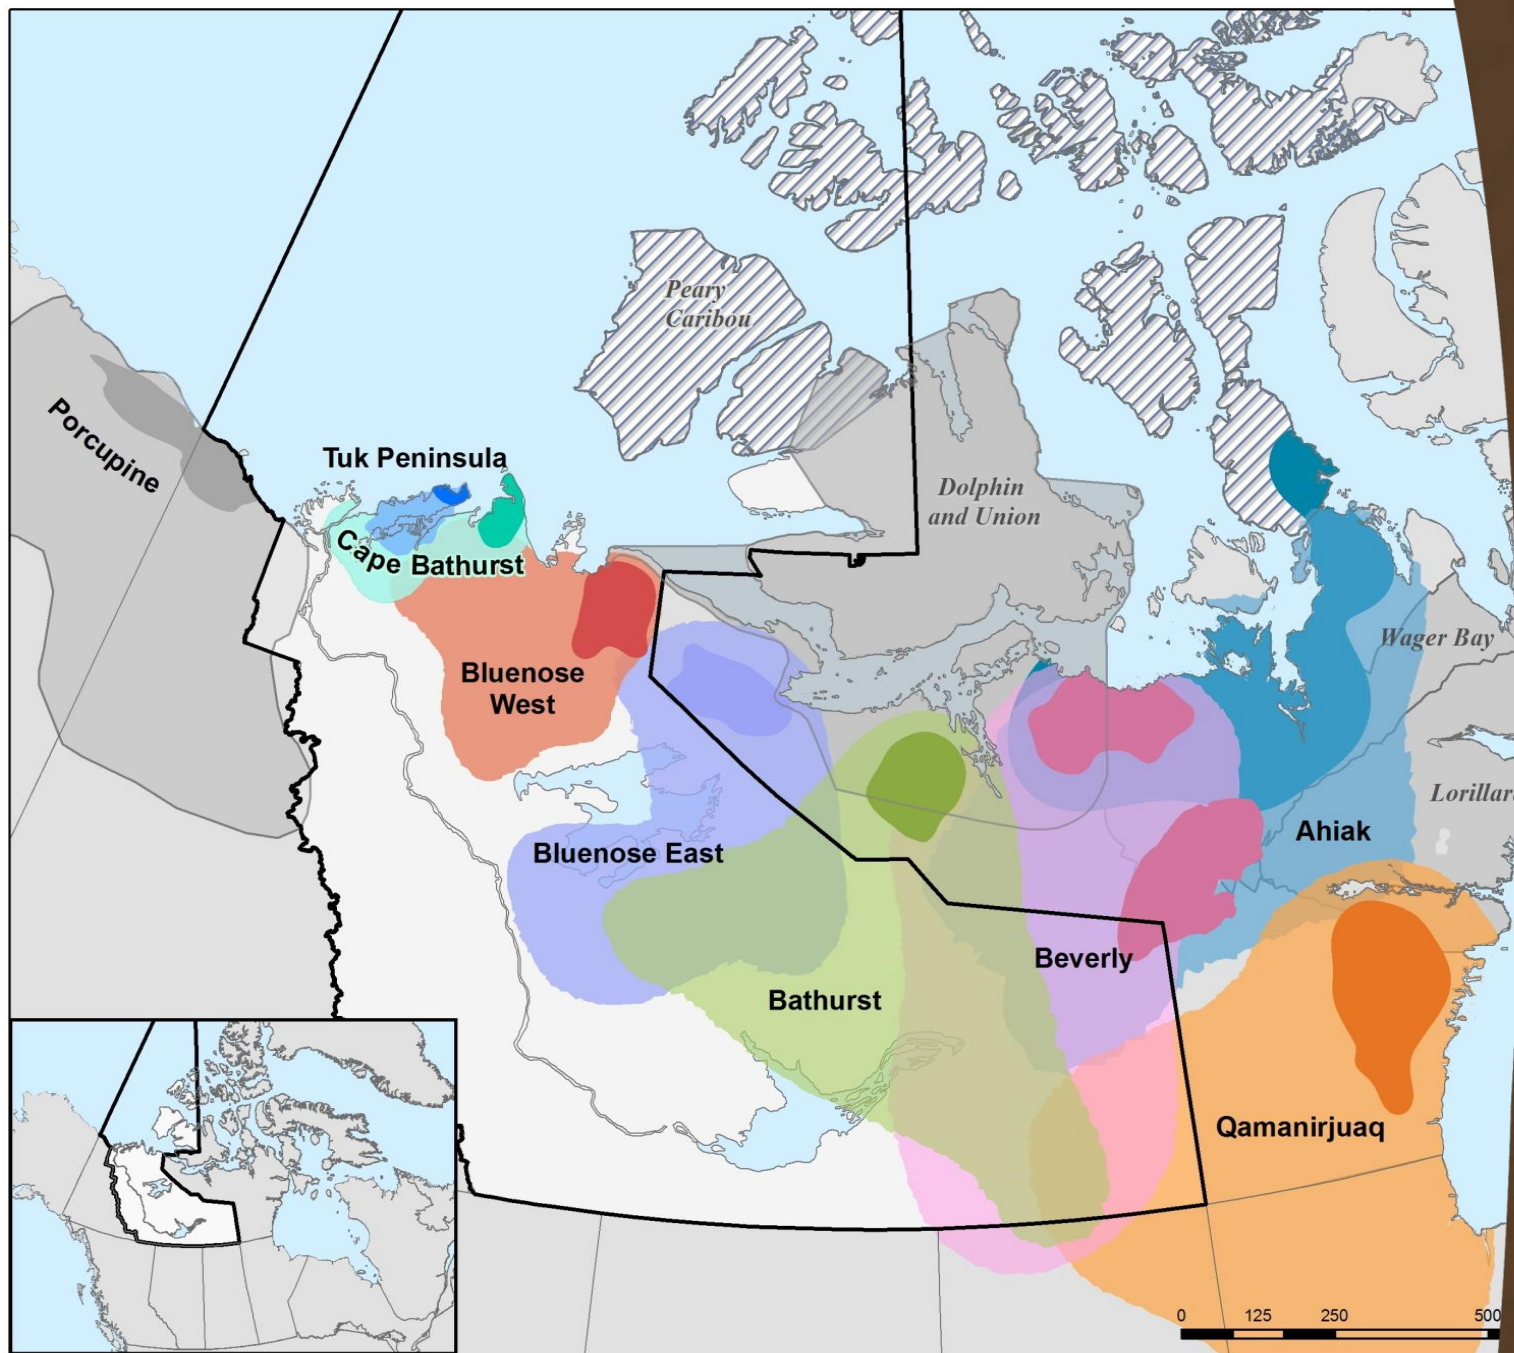 Peary
Caribou
Porcupine
Tuk Peninsula
Dolphin
and Union
Cape Bathurst
Wager Bay
Bluenose
West
Lorillard
Ahiak
Bluenose East
Beverly
Bathurst
Qamanirjuaq
0 125 250 500